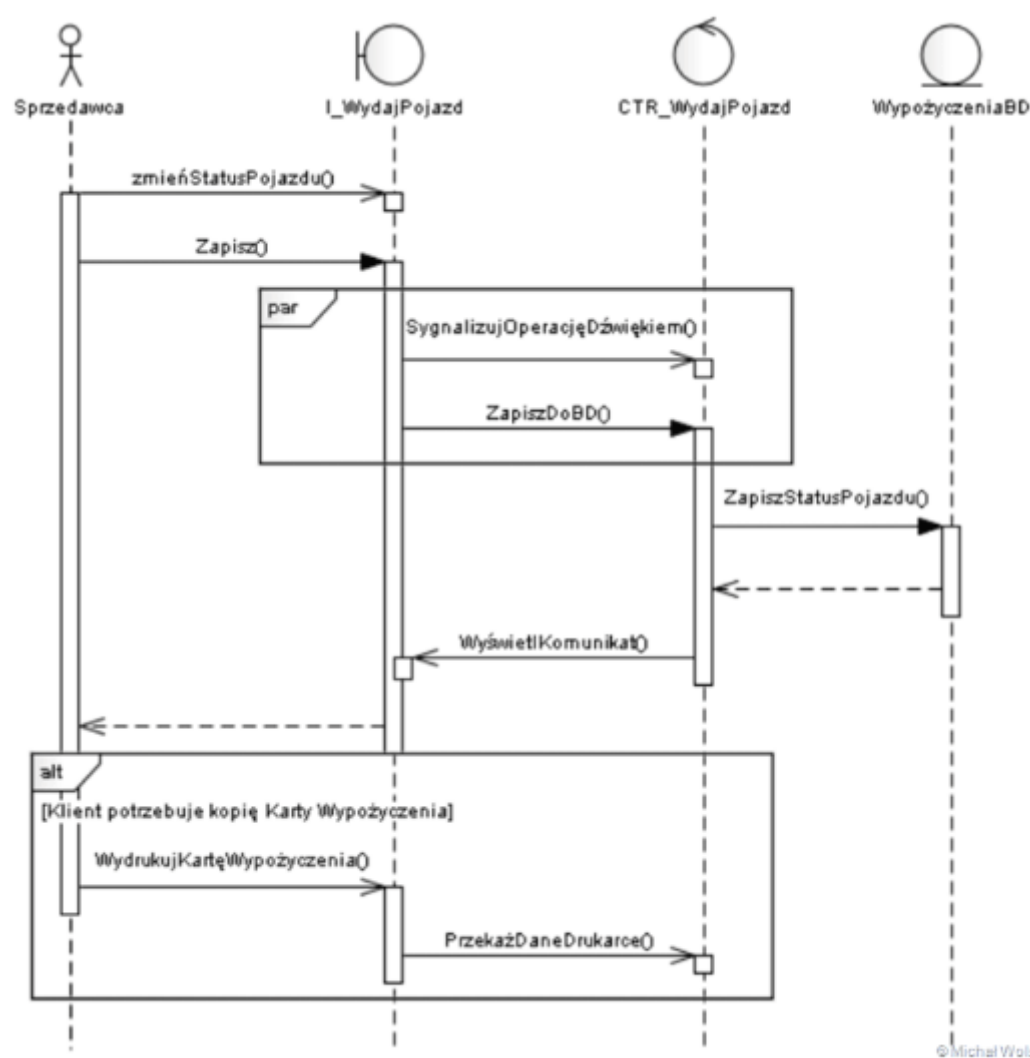 Sprzedawca
I_WydajPojazd
CTR_WydajPojazd
WypożyczeniaBD
zmieńStatusPojazdu()
Zapisz()
par
SygnalizujOperacjęDźwiękiem()
ZapiszDoBD()
ZapiszStatusPojazdu()
WyświetlKomunikat()
alt
[Klient potrzebuje kopię Karty Wypożyczenia]
WydrukujKartęWypożyczenia()
PrzekażDaneDrukarce()
©Michał Wol